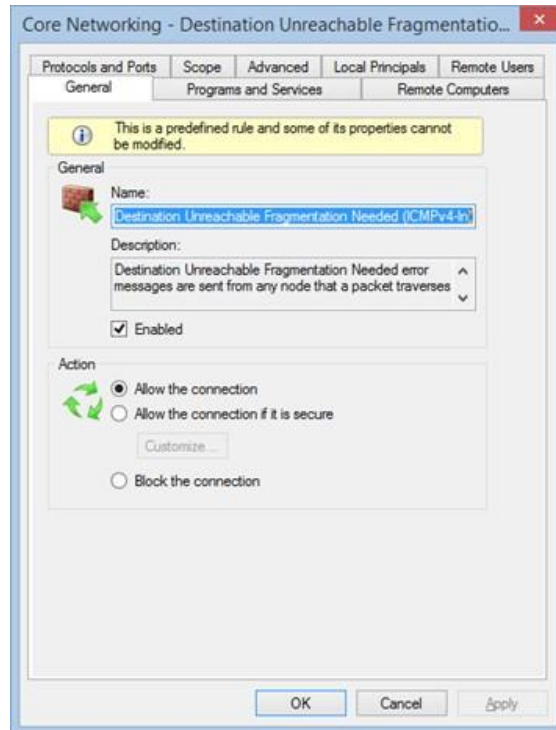 Core Networking - Destination Unreachable Fragmentatio...
Protocols and Ports Scope Advanced Local Principals Remote Users
General Programs and Services Remote Computers
This is a predefined rule and some of its properties cannot
be modified.
General
Name:
Destination Unreachable Fragmentation Needed (ICMPv4-In)
Description:
Destination Unreachable Fragmentation Needed error
messages are sent from any node that a packet traverses
Enabled
Action
Allow the connection
Allow the connection if it is secure
Customize...
Block the connection
OK Cancel Apply